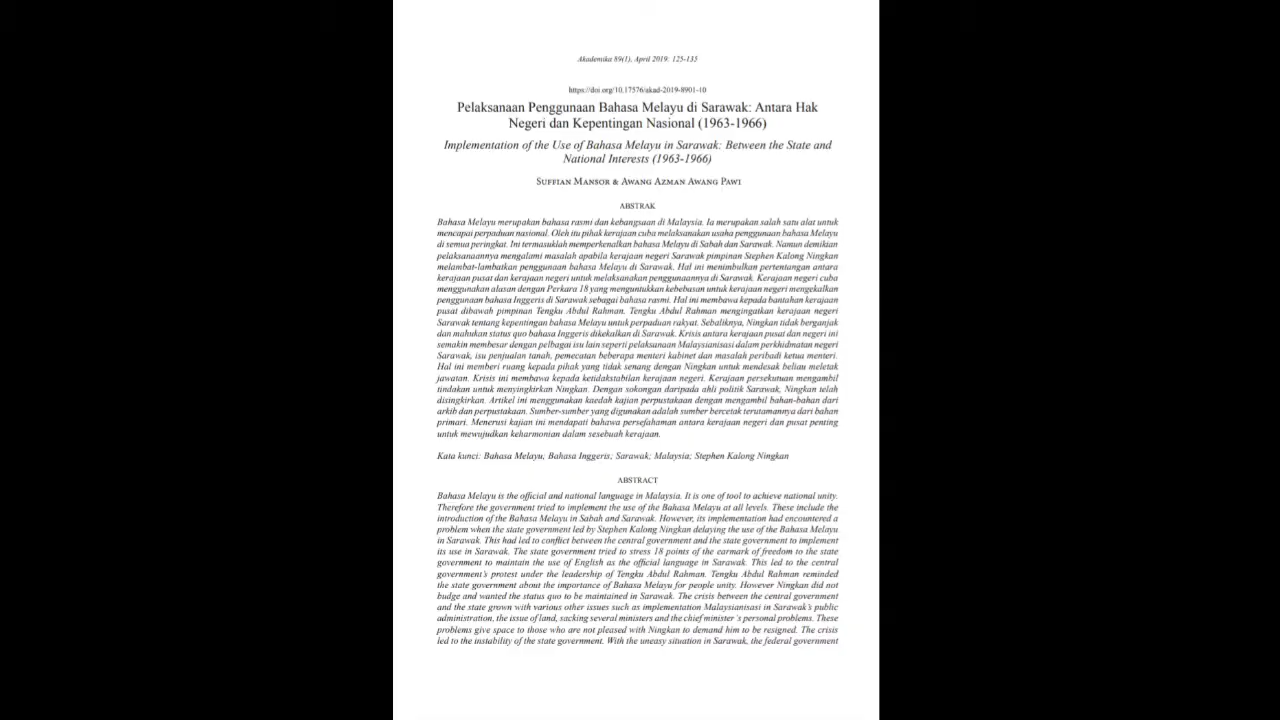 Akademika 89(1), April 2019: 125-135
https://doi.org/10.17576/akad-2019-8901-10
Pelaksanaan Penggunaan Bahasa Melayu di Sarawak: Antara Hak
Negeri dan Kepentingan Nasional (1963-1966)
Implementation of the Use of Bahasa Melayu in Sarawak: Between the State and
National Interests (1963-1966)
Suffian Mansor & Awang Azman Awang Pawi
ABSTRAK
Bahasa Melayu merupakan bahasa rasmi dan kebangsaan di Malaysia. Ia merupakan salah satu alat untuk
mencapai perpaduan nasional. Oleh itu pihak kerajaan cuba melaksanakan usaha penggunaan bahasa Melayu
di semua peringkat. Ini termasuklah memperkenalkan bahasa Melayu di Sabah dan Sarawak. Namun demikian
pelaksanaannya mengalami masalah apabila kerajaan negeri Sarawak pimpinan Stephen Kalong Ningkan
melambat-lambatkan penggunaan bahasa Melayu di Sarawak. Hal ini menimbulkan pertentangan antara
kerajaan pusat dan kerajaan negeri untuk melaksanakan penggunaannya di Sarawak. Kerajaan negeri cuba
menggunakan alasan dengan Perkara 18 yang menguntukkan kebebasan untuk kerajaan negeri mengekalkan
penggunaan bahasa Inggeris di Sarawak sebagai bahasa rasmi. Hal ini membawa kepada bantahan kerajaan
pusat dibawah pimpinan Tengku Abdul Rahman. Tengku Abdul Rahman mengingatkan kerajaan negeri
Sarawak tentang kepentingan bahasa Melayu untuk perpaduan rakyat. Sebaliknya, Ningkan tidak berganjak
dan mahukan status quo bahasa Inggeris dikekalkan di Sarawak. Krisis antara kerajaan pusat dan negeri ini
semakin membesar dengan pelbagai isu lain seperti pelaksanaan Malaysianisasi dalam perkhidmatan negeri
Sarawak, isu penjualan tanah, pemecatan beberapa menteri kabinet dan masalah peribadi ketua menteri.
Hal ini memberi ruang kepada pihak yang tidak senang dengan Ningkan untuk mendesak beliau meletak
jawatan. Krisis ini membawa kepada ketidakstabilan kerajaan negeri. Kerajaan persekutuan mengambil
tindakan untuk menyingkirkan Ningkan. Dengan sokongan daripada ahli politik Sarawak, Ningkan telah
disingkirkan. Artikel ini menggunakan kaedah kajian perpustakaan dengan mengambil bahan-bahan dari
arkib dan perpustakaan. Sumber-sumber yang digunakan adalah sumber bercetak terutamannya dari bahan
primari. Menerusi kajian ini mendapati bahawa persefahaman antara kerajaan negeri dan pusat penting
untuk mewujudkan keharmonian dalam sesebuah kerajaan.
Kata kunci: Bahasa Melayu; Bahasa Inggeris; Sarawak; Malaysia; Stephen Kalong Ningkan
ABSTRACT
Bahasa Melayu is the official and national language in Malaysia. It is one of tool to achieve national unity.
Therefore the government tried to implement the use of the Bahasa Melayu at all levels. These include the
introduction of the Bahasa Melayu in Sabah and Sarawak. However, its implementation had encountered a
problem when the state government led by Stephen Kalong Ningkan delaying the use of the Bahasa Melayu
in Sarawak. This had led to conflict between the central government and the state government to implement
its use in Sarawak. The state government tried to stress 18 points of the earmark of freedom to the state
government to maintain the use of English as the official language in Sarawak. This led to the central
government's protest under the leadership of Tengku Abdul Rahman. Tengku Abdul Rahman reminded
the state government about the importance of Bahasa Melayu for people unity. However Ningkan did not
budge and wanted the status quo to be maintained in Sarawak. The crisis between the central government
and the state grown with various other issues such as implementation Malaysianisasi in Sarawak's public
administration, the issue of land, sacking several ministers and the chief minister's personal problems. These
problems give space to those who are not pleased with Ningkan to demand him to be resigned. The crisis
led to the instability of the state government. With the uneasy situation in Sarawak, the federal government